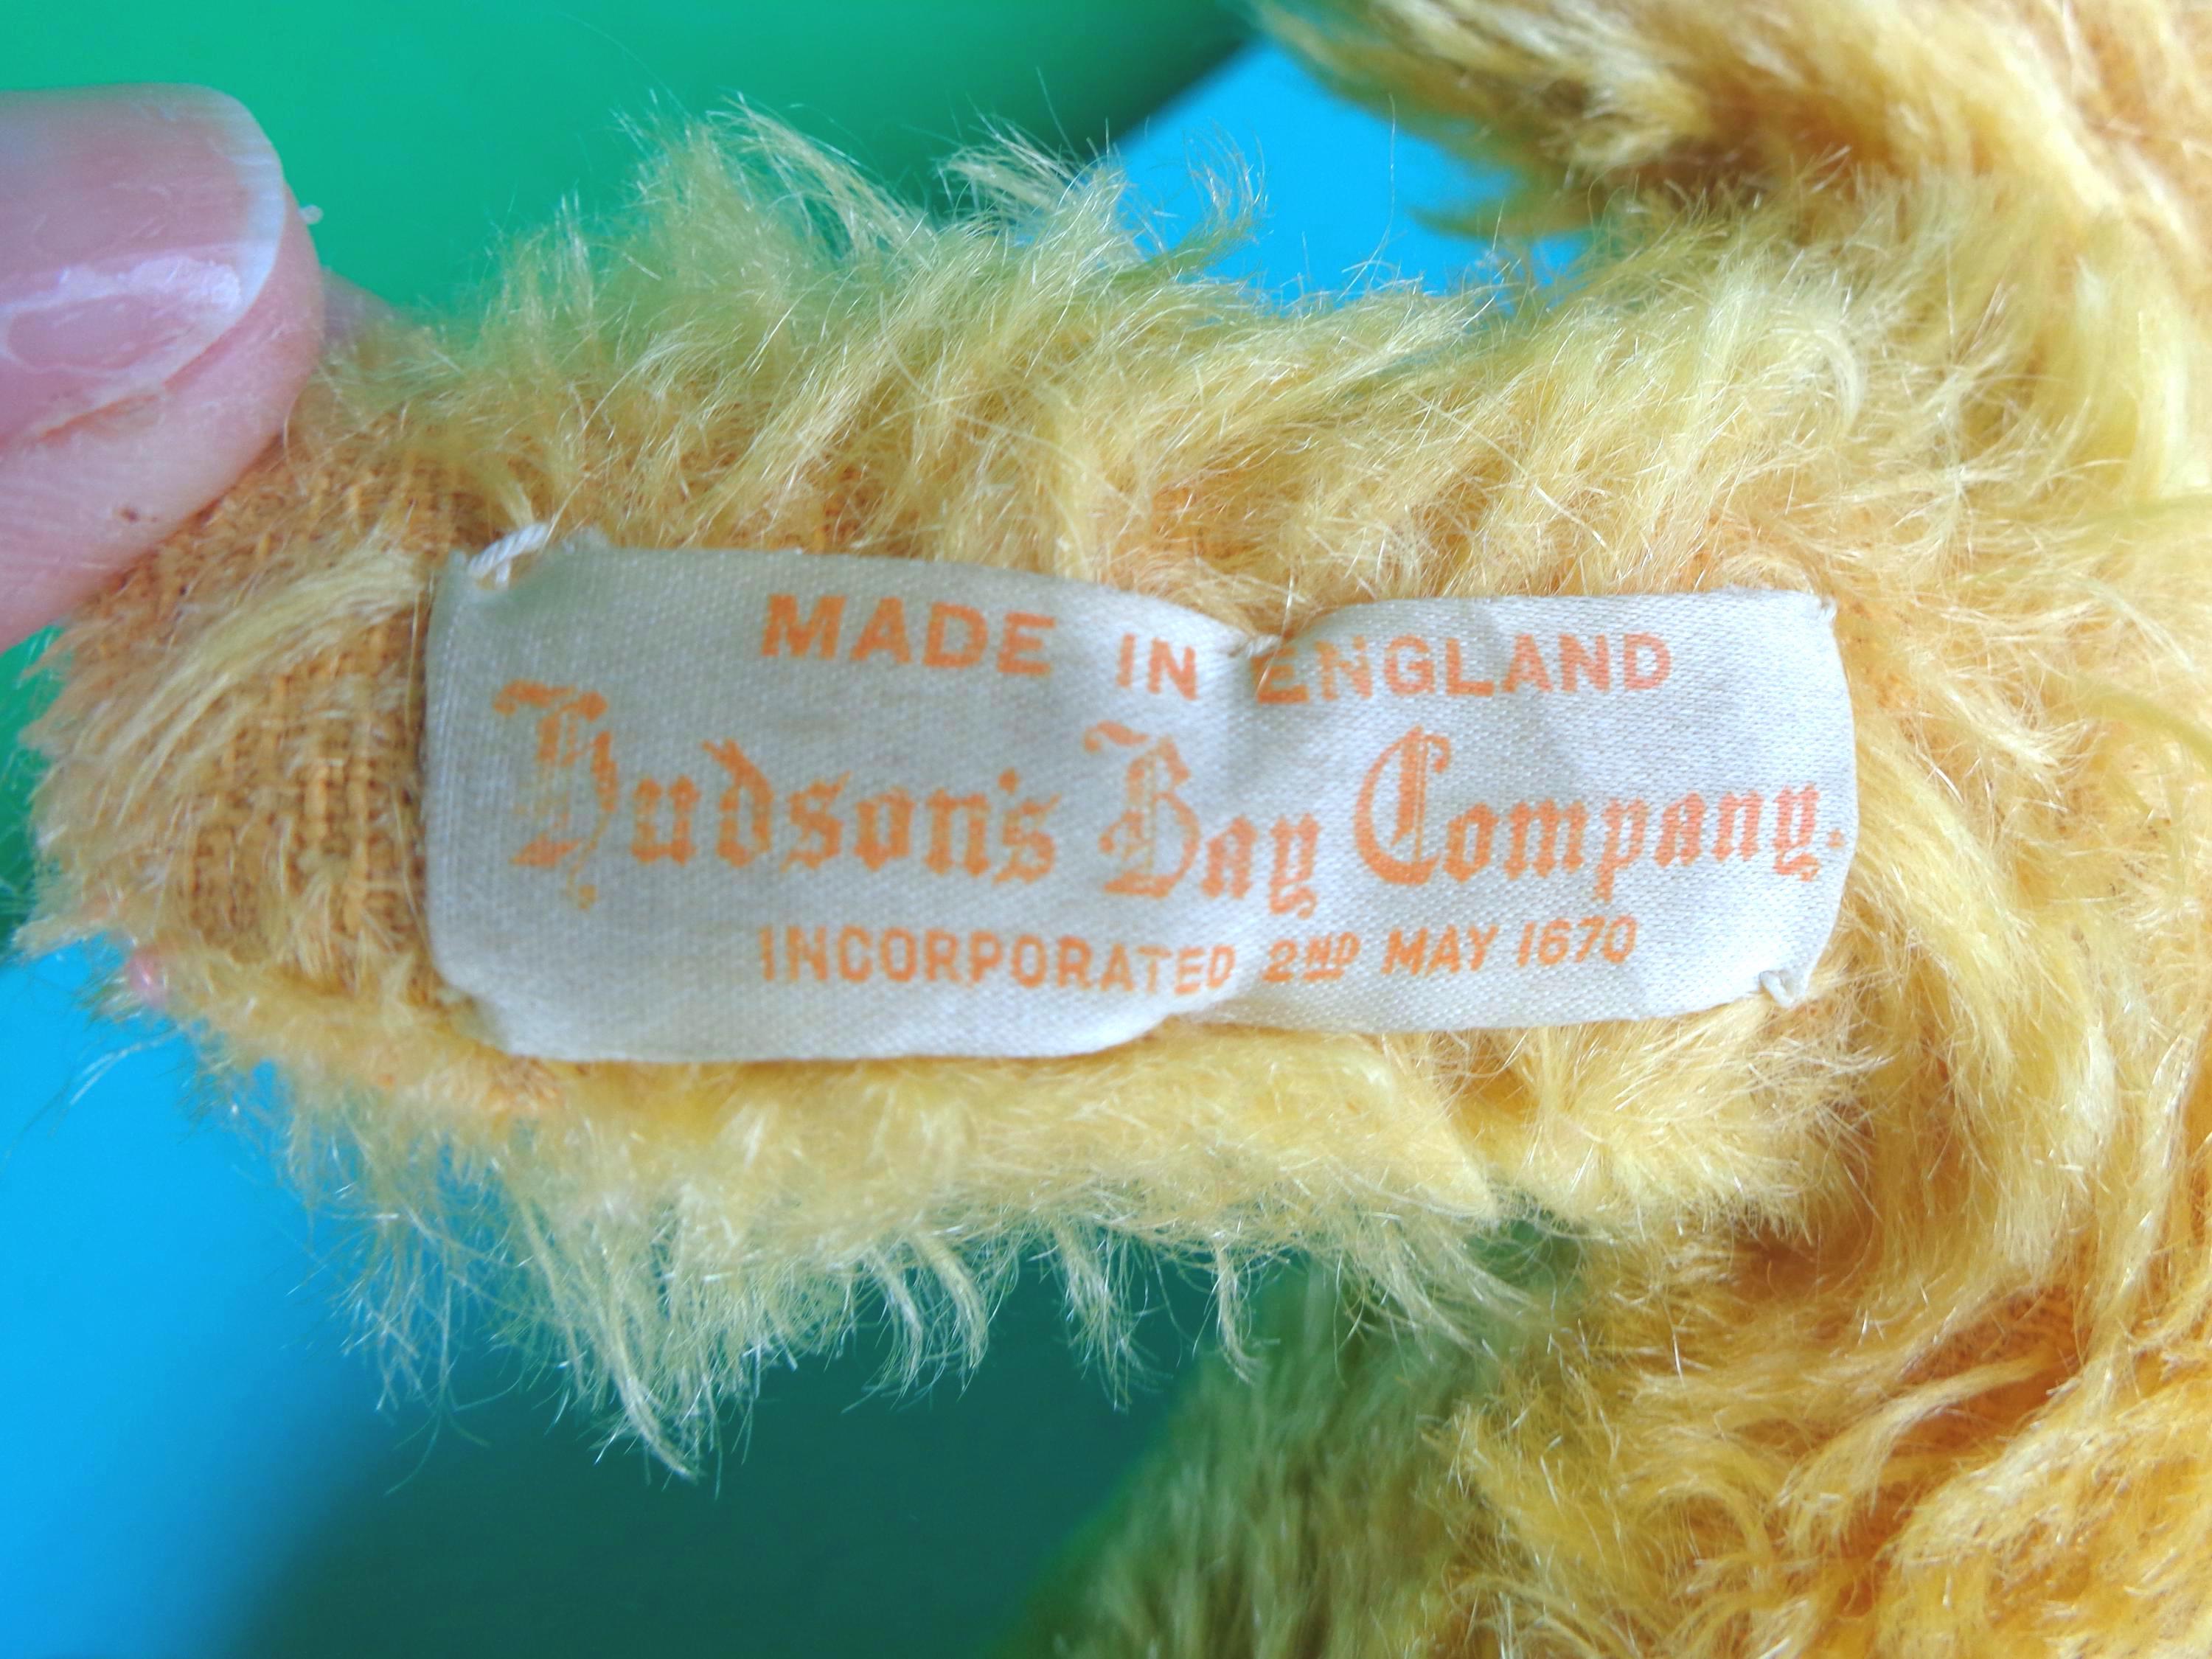 MADE IN ENGLAND
Hudson's Bay Company.
INCORPORATED 2ND MAY 1670